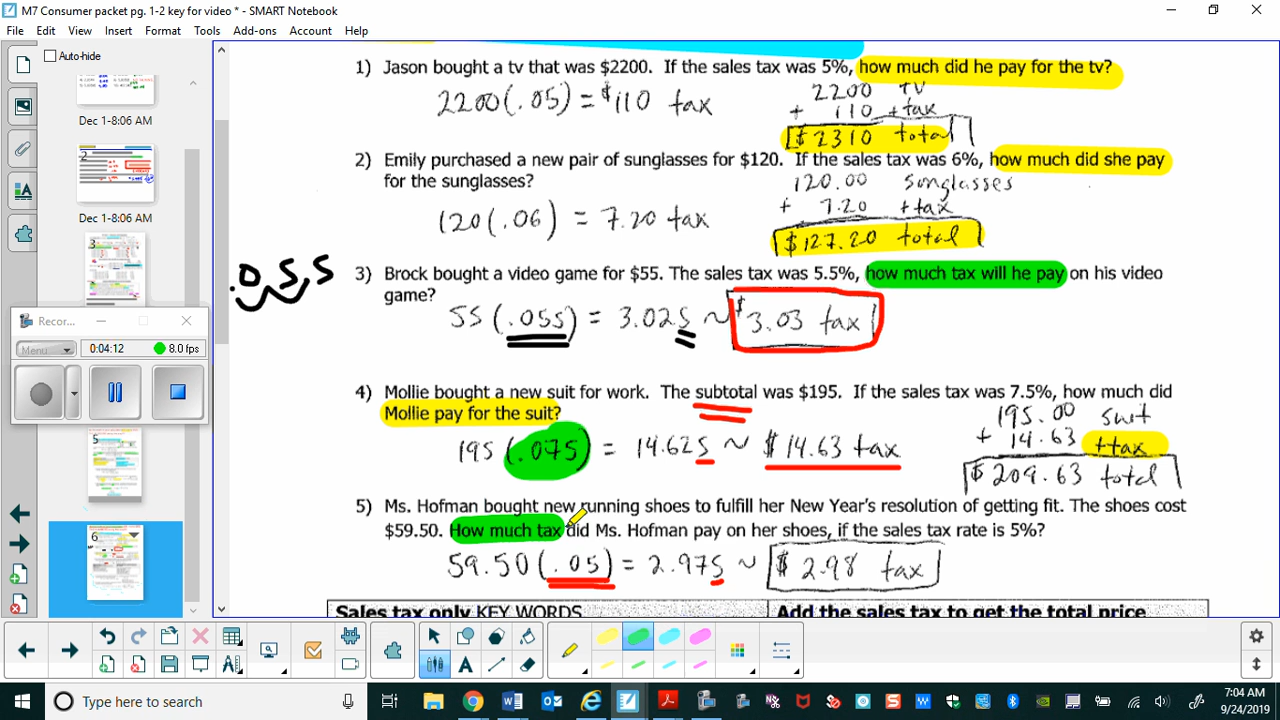 M7 Consumer packet pg. 1-2 key for video * - SMART Notebook
File Edit View Insert Format Tools Add-ons Account Help
Auto-hide
Dec 1-8:06 AM
2
Dec 1-8:06 AM
3
Recor...
Menu
0:04:12 8.0 fps
5
6
1) Jason bought a tv that was $2200. If the sales tax was 5%, how much did he pay for the tv?
2200(.05) = $110 tax
2200 TV
+ 110 + tax
$2310 total
2) Emily purchased a new pair of sunglasses for $120. If the sales tax was 6%, how much did she pay
for the sunglasses?
120(.06) = 7.20 tax
120.00 sunglasses
+ 7.20 + tax
$127.20 total
.0 5,5
3) Brock bought a video game for $55. The sales tax was 5.5%, how much tax will he pay on his video
game?
55 (.055) = 3.025 ~ $3.03 tax
4) Mollie bought a new suit for work. The subtotal was $195. If the sales tax was 7.5%, how much did
Mollie pay for the suit?
195 (.075) = 14.625 ~ $14.63 tax
195.00 suit
+ 14.63 + tax
$209.63 total
5) Ms. Hofman bought new running shoes to fulfill her New Year's resolution of getting fit. The shoes cost
$59.50. How much tax did Ms. Hofman pay on her shoes, if the sales tax rate is 5%?
59.50(.05) = 2.975 ~ $2.98 tax
Sales tax only KEY WORDS
Add the sales tax to get the total price
Type here to search
7:04 AM
9/24/2019